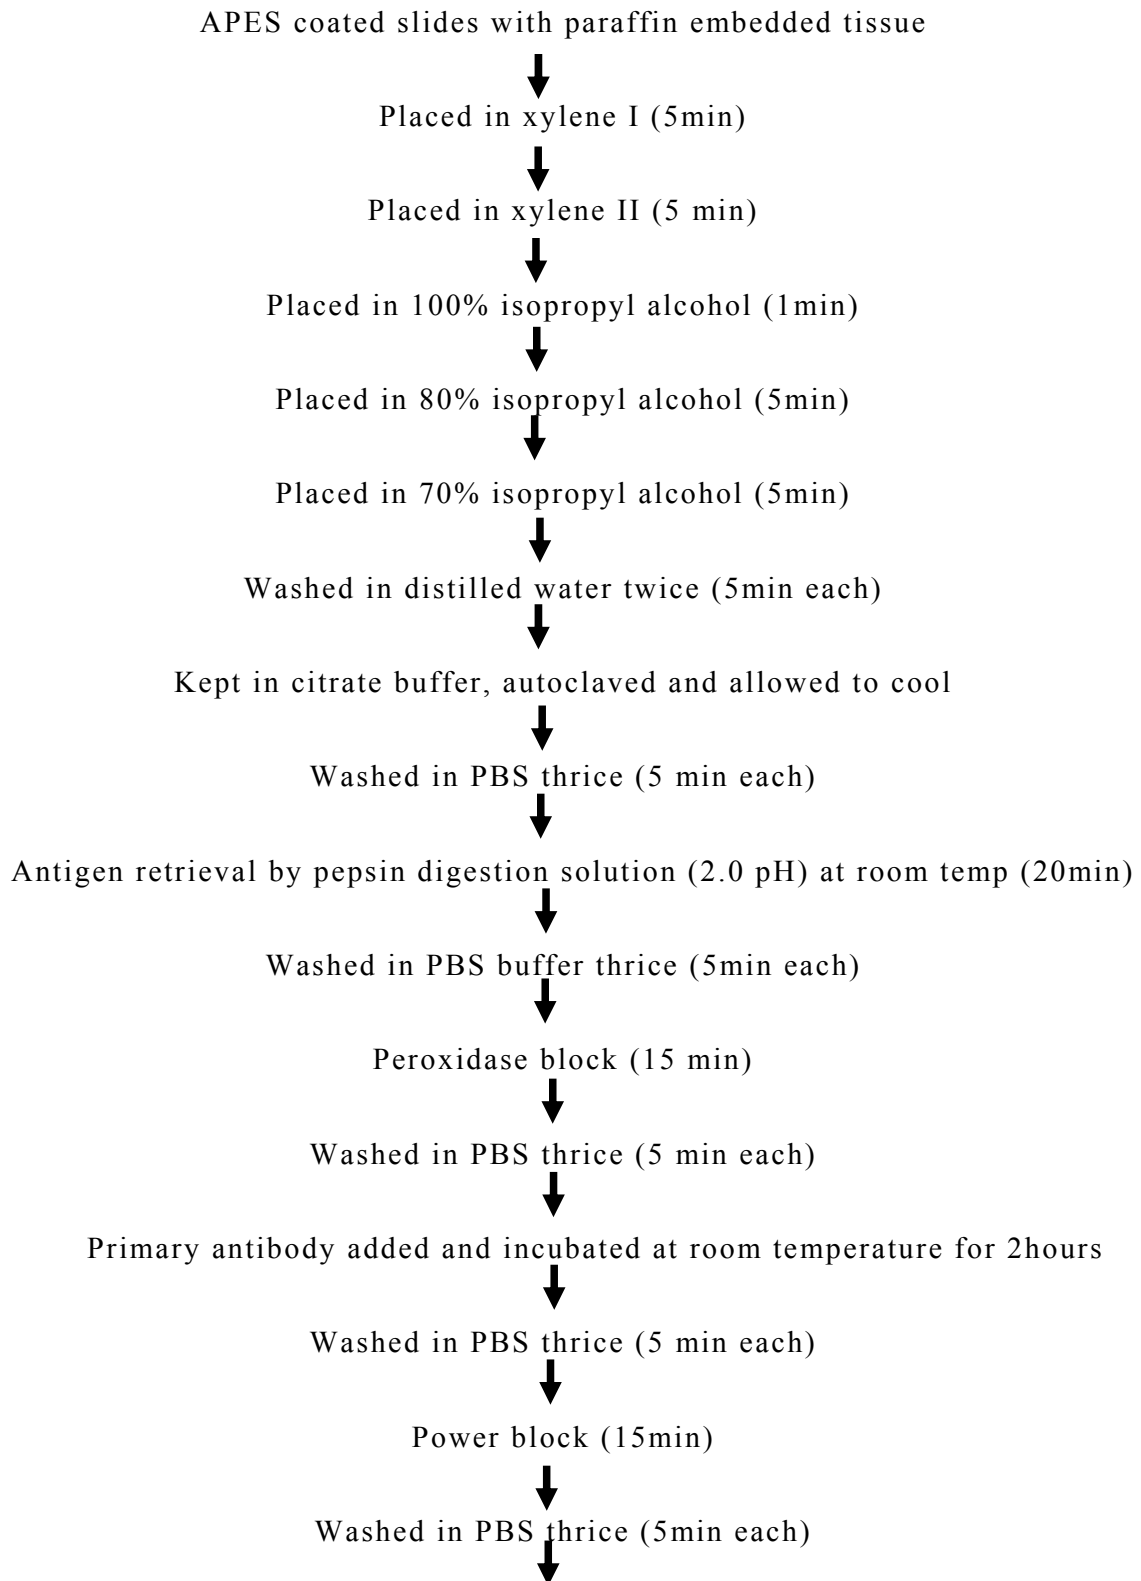 APES coated slides with paraffin embedded tissue
Placed in xylene I (5min)
Placed in xylene II (5 min)
Placed in 100% isopropyl alcohol (1min)
Placed in 80% isopropyl alcohol (5min)
Placed in 70% isopropyl alcohol (5min)
Washed in distilled water twice (5min each)
Kept in citrate buffer, autoclaved and allowed to cool
Washed in PBS thrice (5 min each)
Antigen retrieval by pepsin digestion solution (2.0 pH) at room temp (20min)
Washed in PBS buffer thrice (5min each)
Peroxidase block (15 min)
Washed in PBS thrice (5 min each)
Primary antibody added and incubated at room temperature for 2hours
Washed in PBS thrice (5 min each)
Power block (15min)
Washed in PBS thrice (5min each)